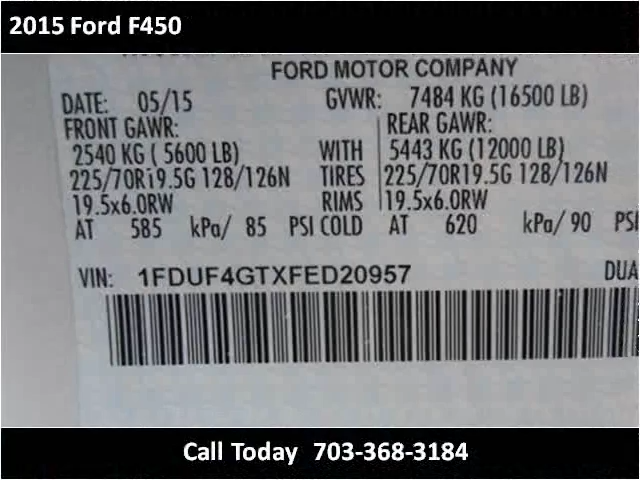 2015 Ford F450
FORD MOTOR COMPANY
DATE: 05/15 GVWR: 7484 KG (16500 LB)
FRONT GAWR: REAR GAWR:
2540 KG ( 5600 LB) WITH 5443 KG (12000 LB)
225/70R19.5G 128/126N TIRES 225/70R19.5G 128/126N
19.5x6.0RW RIMS 19.5x6.0RW
AT 585 kPa/ 85 PSI COLD AT 620 kPa/ 90 PSI
VIN: 1FDUF4GTXFED20957 DUA
Call Today 703-368-3184